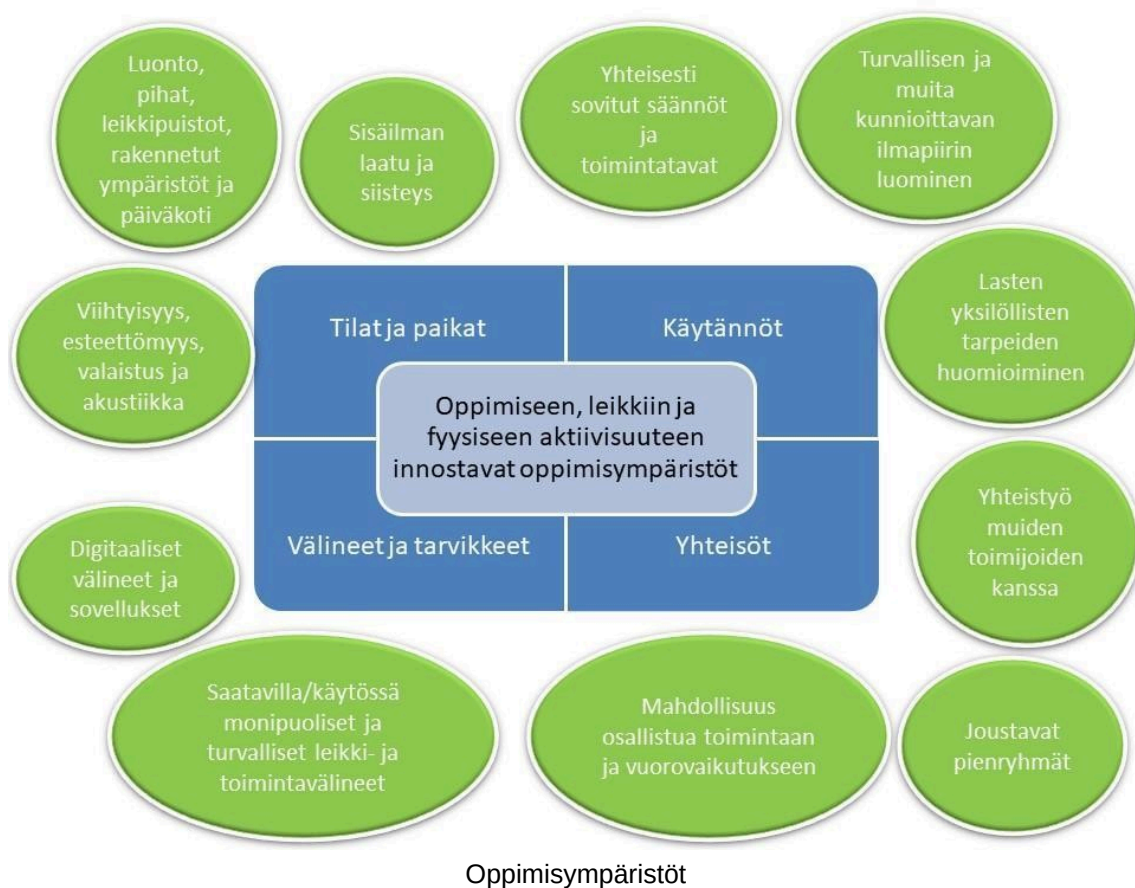 Luonto,
pihat,
leikkipuistot,
rakennetut
ympäristöt ja
päiväkoti
Sisäilman
laatu ja
siisteys
Yhteisesti
sovitut säännöt
ja
toimintatavat
Turvallisen ja
muita
kunnioittavan
ilmapiirin
luominen
Viihtyisyys,
esteettömyys,
valaistus ja
akustiikka
Tilat ja paikat
Käytännöt
Lasten
yksilöllisten
tarpeiden
huomioiminen
Oppimiseen, leikkiin ja
fyysiseen aktiivisuuteen
innostavat oppimisympäristöt
Digitaaliset
välineet ja
sovellukset
Välineet ja tarvikkeet
Yhteisöt
Yhteistyö
muiden
toimijoiden
kanssa
Saatavilla/käytössä
monipuoliset ja
turvalliset leikki- ja
toimintavälineet
Mahdollisuus
osallistua toimintaan
ja vuorovaikutukseen
Joustavat
pienryhmät
Oppimisympäristöt